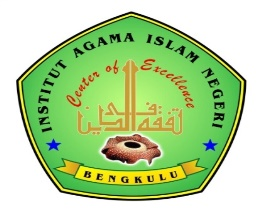 INSTITUT AGAMA ISLAM NEGERI
Center of Excellence
BENGKULU